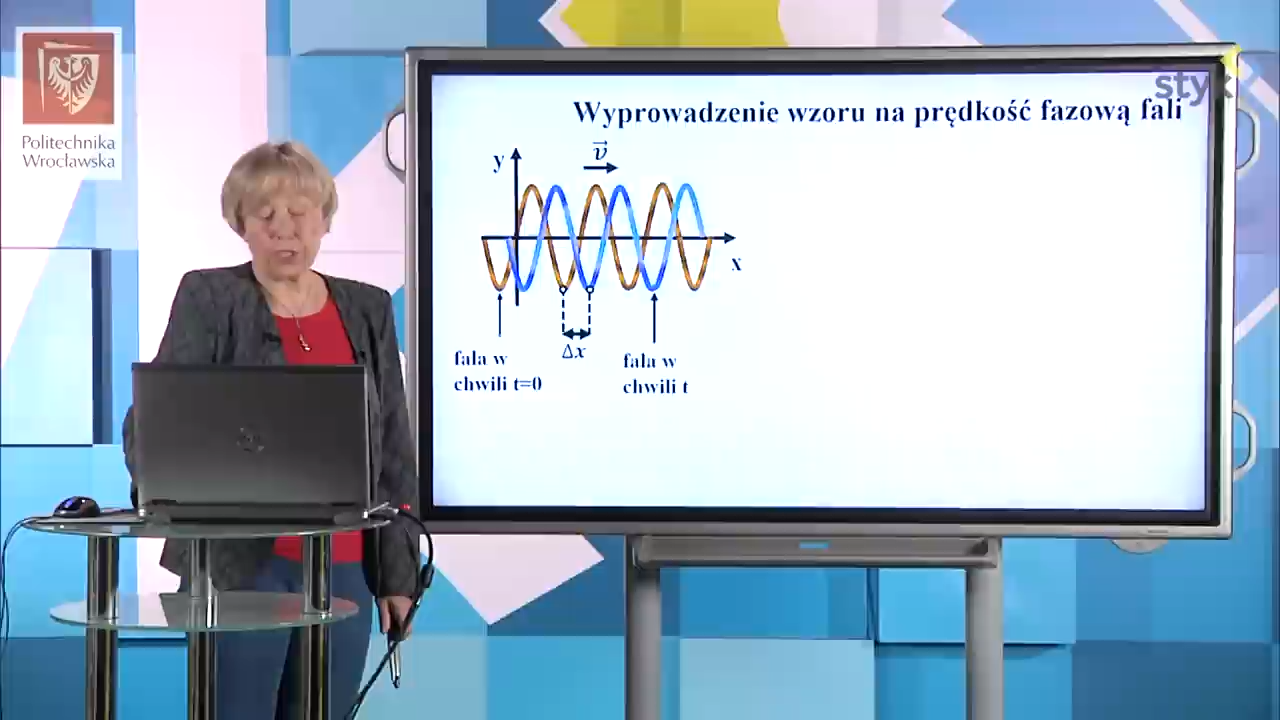 Politechnika
Wrocławska
styk
Wyprowadzenie wzoru na prędkość fazową fali
y
v
x
Δx
fala w
chwili t=0
fala w
chwili t